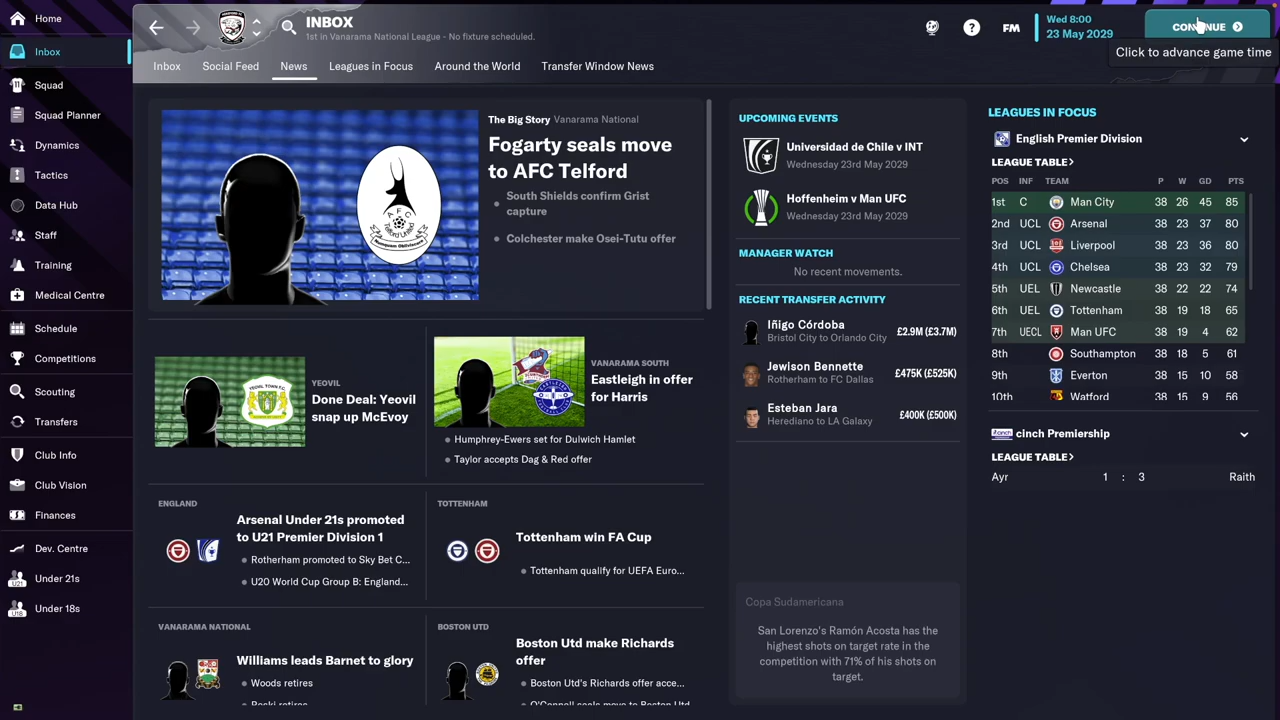 Home
Inbox
Squad
Squad Planner
Dynamics
Tactics
Data Hub
Staff
Training
Medical Centre
Schedule
Competitions
Scouting
Transfers
Club Info
Club Vision
Finances
Dev. Centre
Under 21s
Under 18s
INBOX
1st in Vanarama National League - No fixture scheduled.
FM
Wed 8:00
23 May 2029
CONTINUE
Click to advance game time
Inbox
Social Feed
News
Leagues in Focus
Around the World
Transfer Window News
The Big Story Vanarama National
Fogarty seals move
to AFC Telford
South Shields confirm Grist
capture
Colchester make Osei-Tutu offer
YEOVIL
Done Deal: Yeovil
snap up McEvoy
VANARAMA SOUTH
Eastleigh in offer
for Harris
Humphrey-Ewers set for Dulwich Hamlet
Taylor accepts Dag & Red offer
ENGLAND
Arsenal Under 21s promoted
to U21 Premier Division 1
Rotherham promoted to Sky Bet C...
U20 World Cup Group B: England...
TOTTENHAM
Tottenham win FA Cup
Tottenham qualify for UEFA Euro...
VANARAMA NATIONAL
Williams leads Barnet to glory
Woods retires
BOSTON UTD
Boston Utd make Richards
offer
Boston Utd's Richards offer acce...
O'Connell seals move to Boston Utd
UPCOMING EVENTS
Universidad de Chile v INT
Wednesday 23rd May 2029
Hoffenheim v Man UFC
Wednesday 23rd May 2029
MANAGER WATCH
No recent movements.
RECENT TRANSFER ACTIVITY
Iñigo Córdoba £2.9M (£3.7M)
Bristol City to Orlando City
Jewison Bennette £475K (£525K)
Rotherham to FC Dallas
Esteban Jara £400K (£500K)
Herediano to LA Galaxy
Copa Sudamericana
San Lorenzo's Ramón Acosta has the
highest shots on target rate in the
competition with 71% of his shots on
target.
LEAGUES IN FOCUS
English Premier Division
LEAGUE TABLE>
POS INF TEAM P W GD PTS
1st C Man City 38 26 45 85
2nd UCL Arsenal 38 23 37 80
3rd UCL Liverpool 38 23 36 80
4th UCL Chelsea 38 23 32 79
5th UEL Newcastle 38 22 22 74
6th UEL Tottenham 38 19 18 65
7th UECL Man UFC 38 19 4 62
8th Southampton 38 18 5 61
9th Everton 38 15 10 58
10th Watford 38 15 9 56
cinch Premiership
LEAGUE TABLE>
Ayr 1 : 3 Raith